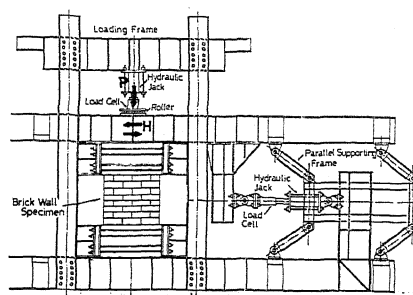 Loading Frame
P
Hydraulic
Jack
Load Cell
Roller
H
Parallel Supporting
Frame
Hydraulic
Jack
Brick Wall
Specimen
Load
Cell